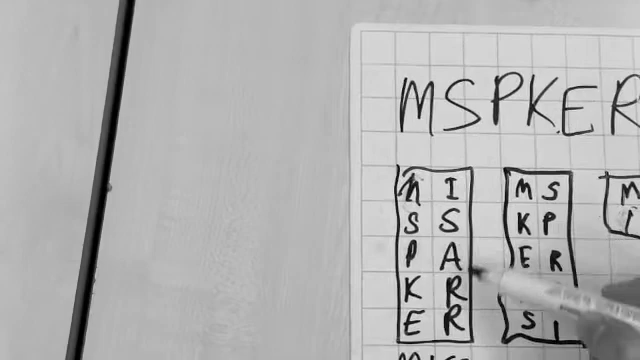 MSPKER
M I M S M
S S K P I
P A E R
K R
E R S I